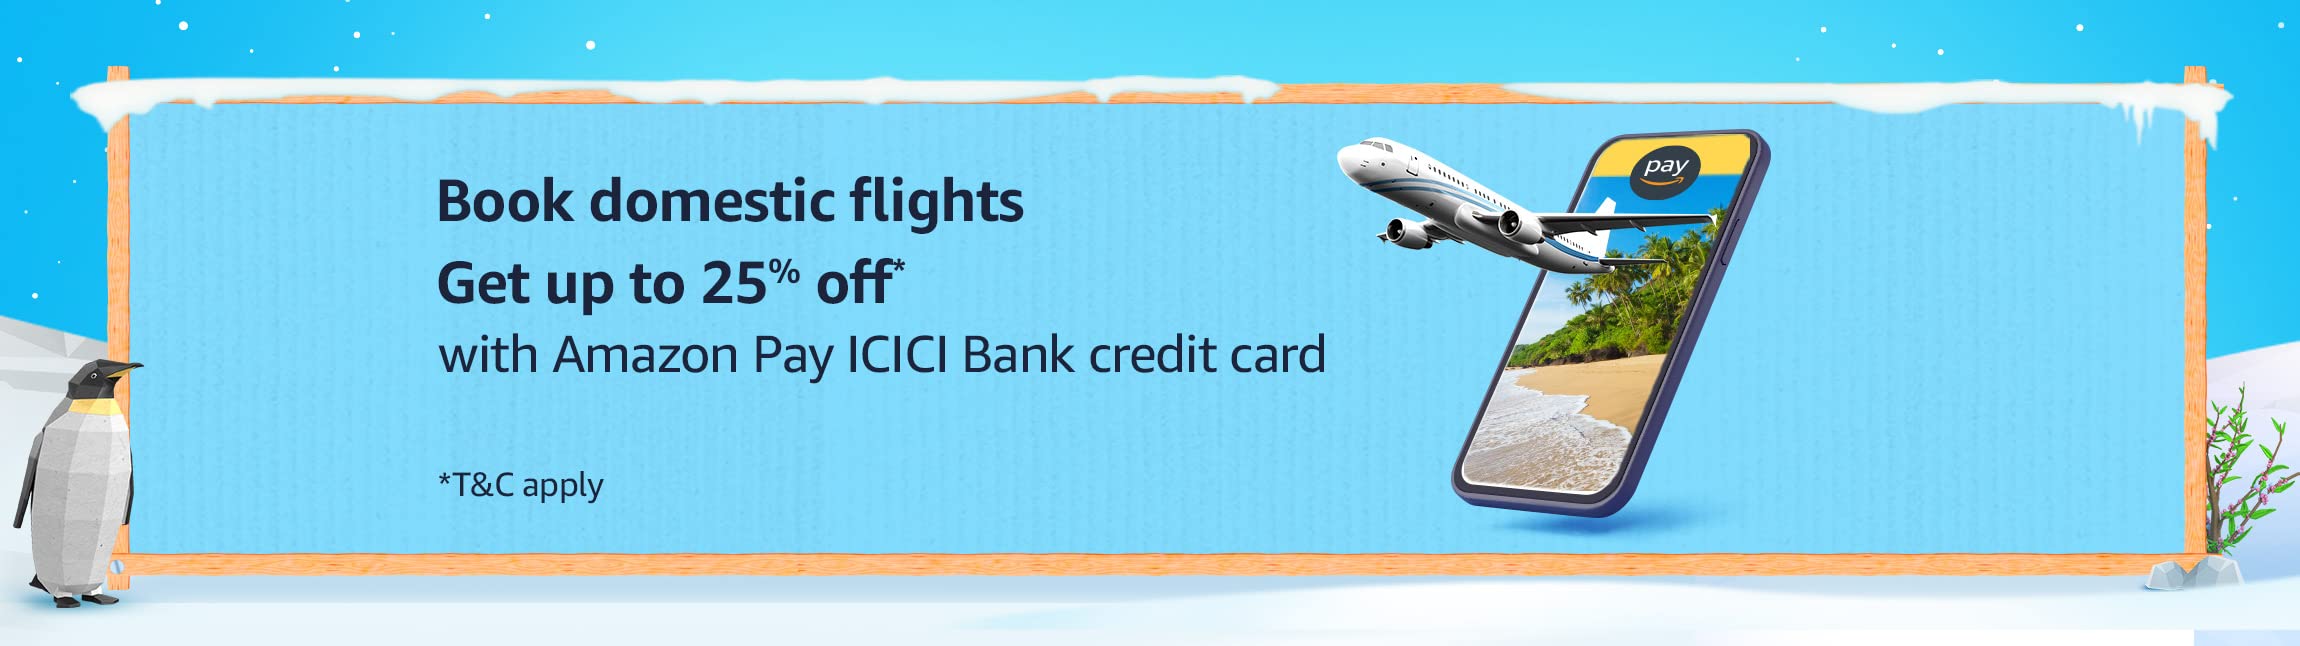 Book domestic flights
Get up to 25% off*
with Amazon Pay ICICI Bank credit card
*T&C apply
pay